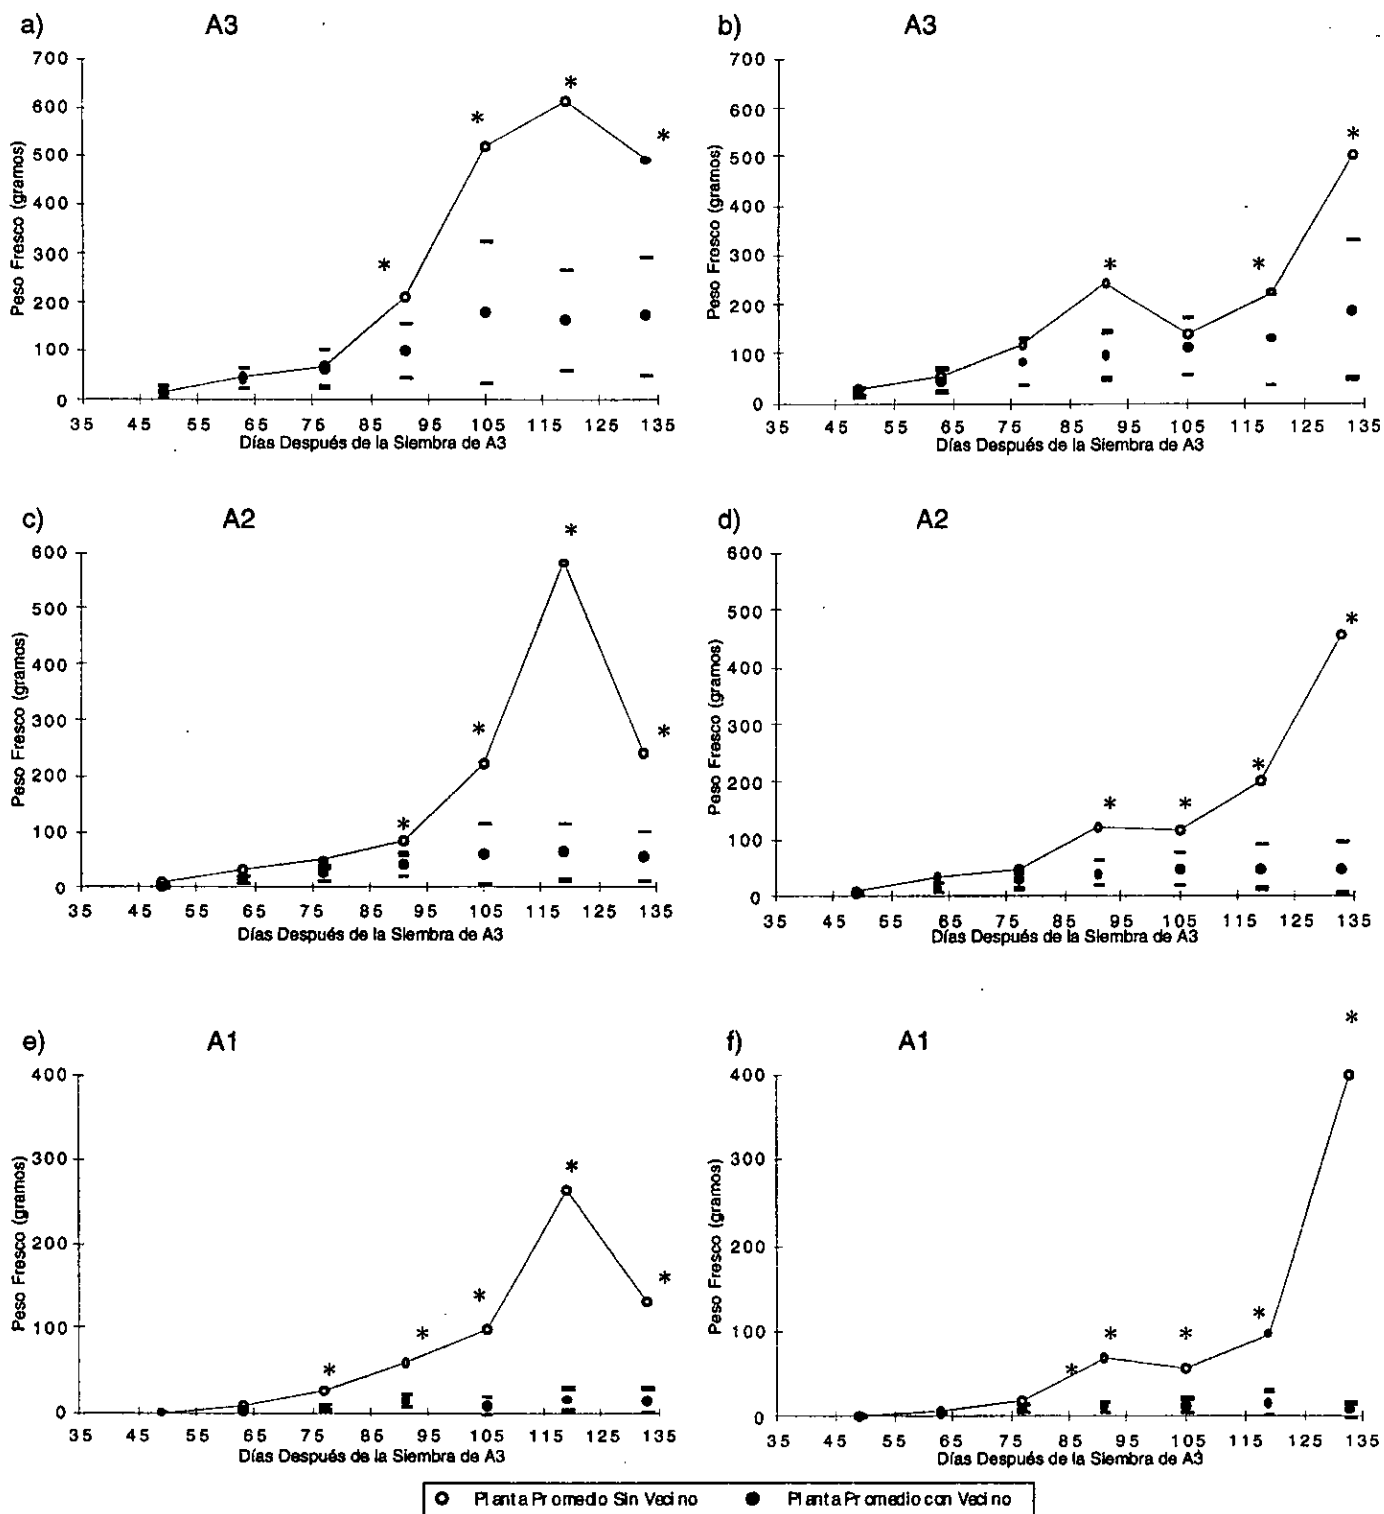 a) A3
b) A3
Peso Fresco (gramos)
700
600
500
400
300
200
100
0
35 45 55 65 75 85 95 105 115 125 135
Días Después de la Siembra de A3
* * * *
Peso Fresco (gramos)
700
600
500
400
300
200
100
0
35 45 55 65 75 85 95 105 115 125 135
Días Después de la Siembra de A3
* * *
c) A2
d) A2
Peso Fresco (gramos)
600
500
400
300
200
100
0
35 45 55 65 75 85 95 105 115 125 135
Días Después de la Siembra de A3
* * * *
Peso Fresco (gramos)
600
500
400
300
200
100
0
35 45 55 65 75 85 95 105 115 125 135
Días Después de la Siembra de A3
* * * *
e) A1
f) A1
Peso Fresco (gramos)
400
300
200
100
0
35 45 55 65 75 85 95 105 115 125 135
Días Después de la Siembra de A3
* * * * *
Peso Fresco (gramos)
400
300
200
100
0
35 45 55 65 75 85 95 105 115 125 135
Días Después de la Siembra de A3
* * * * *
Planta Promedio Sin Vecino
Planta Promedio con Vecino